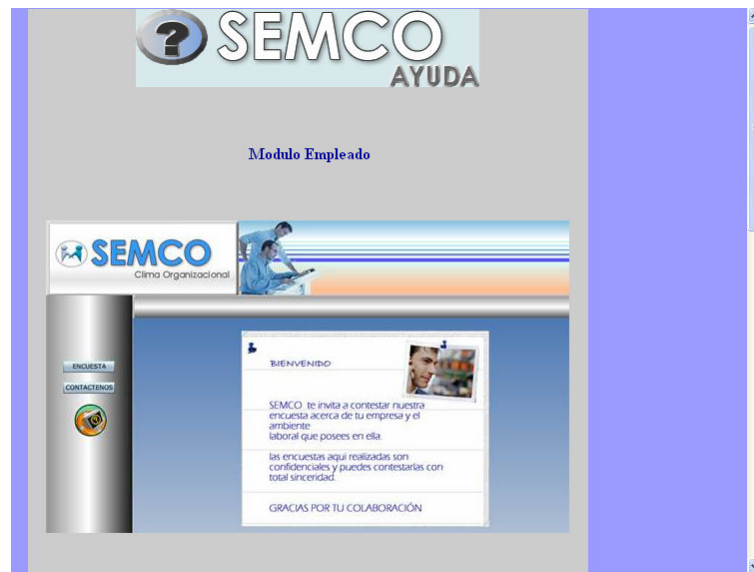 ?
SEMCO
AYUDA
Modulo Empleado
SEMCO
Clima Organizacional
ENCUESTA
CONTACTENOS
BIENVENIDO
SEMCO te invita a contestar nuestra
encuesta acerca de tu empresa y el
ambiente
laboral que posees en ella.
las encuestas aqui realizadas son
confidenciales y puedes contestarlas con
total sinceridad.
GRACIAS POR TU COLABORACIÓN